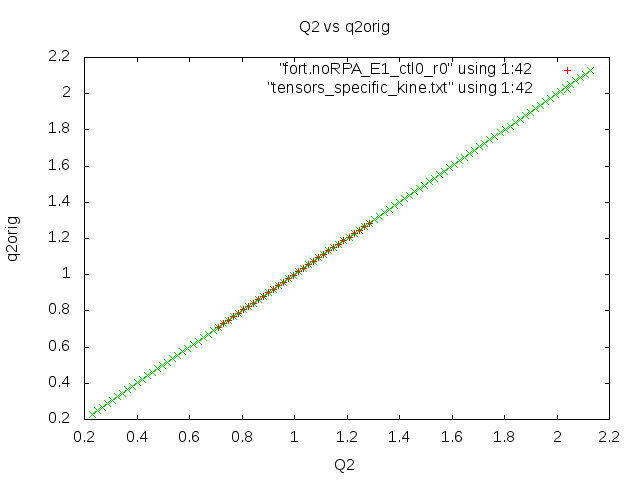 Q2 vs q2orig
"fort.noRPA_E1_ctl0_r0" using 1:42
"tensors_specific_kine.txt" using 1:42
q2orig
2.2
2
1.8
1.6
1.4
1.2
1
0.8
0.6
0.4
0.2
0.2 0.4 0.6 0.8 1 1.2 1.4 1.6 1.8 2 2.2
Q2